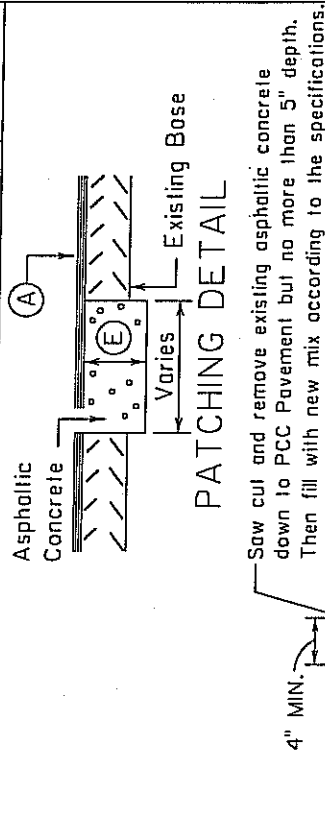 A
Asphaltic
Concrete
E
Existing Base
Varies
PATCHING DETAIL
Saw cut and remove existing asphaltic concrete
down to PCC Pavement but no more than 5" depth.
Then fill with new mix according to the specifications.
4" MIN.